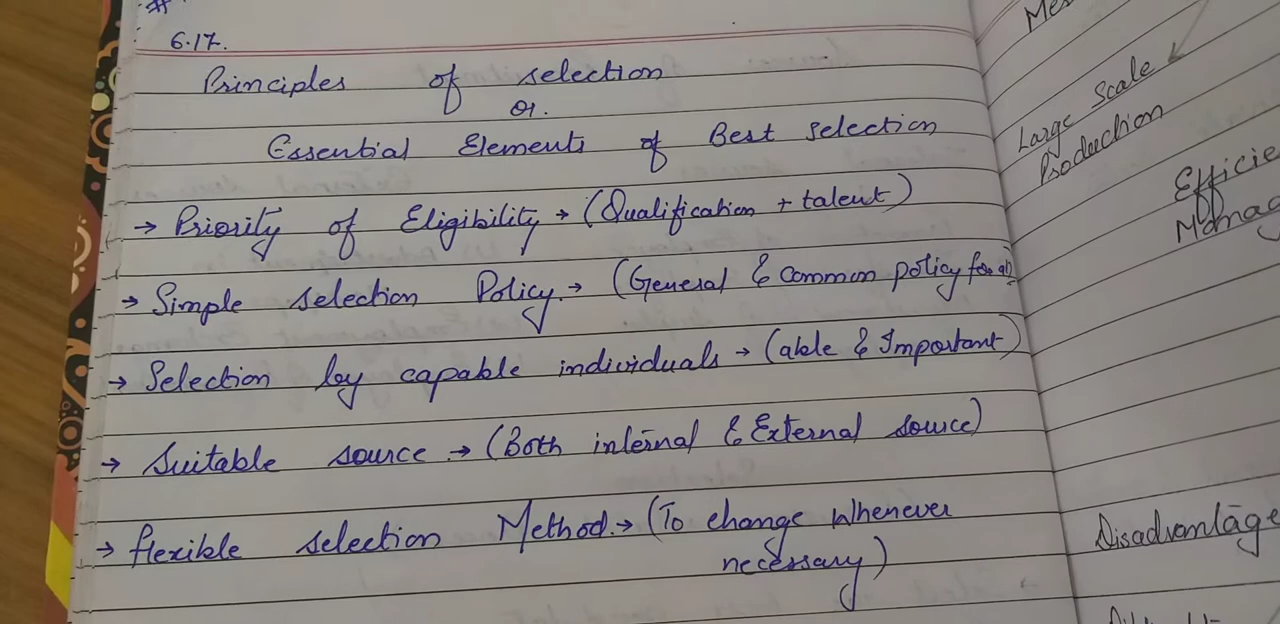 #
6.17.
Principles of selection
or.
Essential Elements of Best selection
→ Priority of Eligibility → (Qualification + talent)
→ Simple selection Policy. → (General & Common policy for all)
→ Selection by capable individuals → (able & Important)
→ Suitable source → (Both internal & External source)
→ flexible selection Method. → (To change whenever
necessary)
Large Scale
Production
Disadvantage